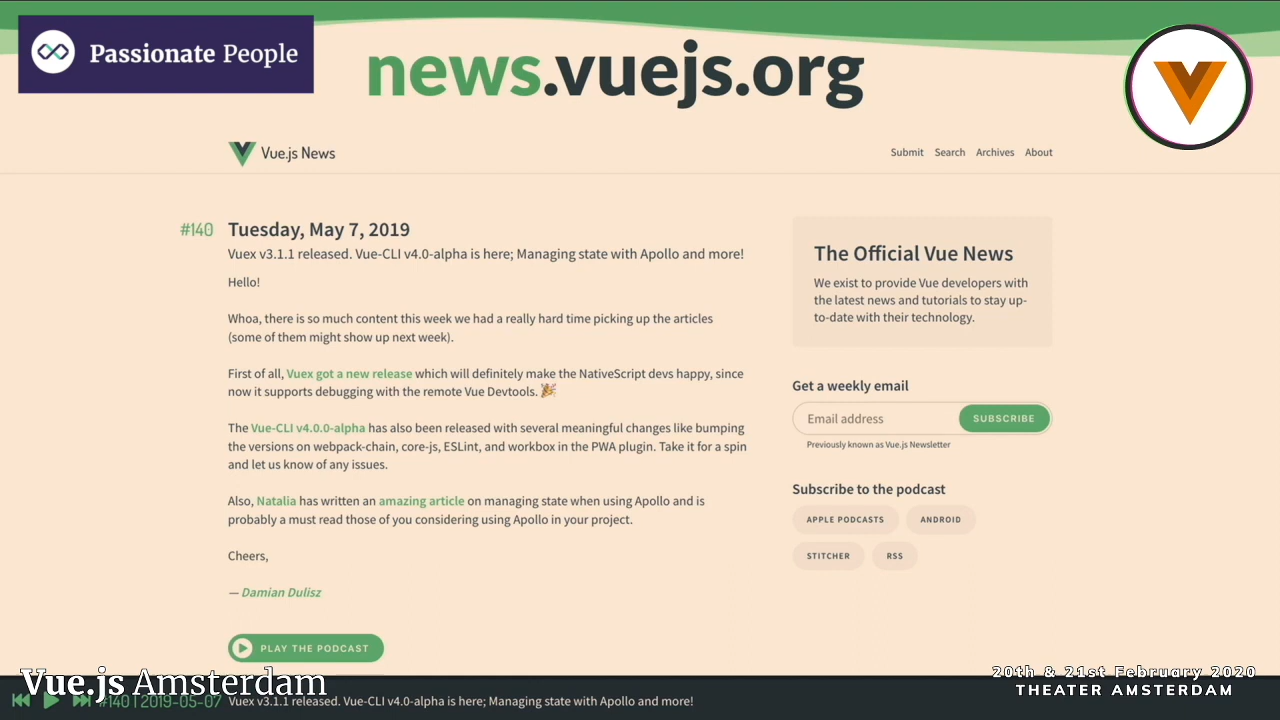 Passionate People
news.vuejs.org
Vue.js News
Submit Search Archives About
#140 Tuesday, May 7, 2019
Vuex v3.1.1 released. Vue-CLI v4.0-alpha is here; Managing state with Apollo and more!
Hello!
Whoa, there is so much content this week we had a really hard time picking up the articles
(some of them might show up next week).
First of all, Vuex got a new release which will definitely make the NativeScript devs happy, since
now it supports debugging with the remote Vue Devtools. 🎉
The Vue-CLI v4.0.0-alpha has also been released with several meaningful changes like bumping
the versions on webpack-chain, core-js, ESLint, and workbox in the PWA plugin. Take it for a spin
and let us know of any issues.
Also, Natalia has written an amazing article on managing state when using Apollo and is
probably a must read those of you considering using Apollo in your project.
Cheers,
— Damian Dulisz
PLAY THE PODCAST
The Official Vue News
We exist to provide Vue developers with
the latest news and tutorials to stay up-
to-date with their technology.
Get a weekly email
Email address SUBSCRIBE
Previously known as Vue.js Newsletter
Subscribe to the podcast
APPLE PODCASTS ANDROID
STITCHER RSS
Vue.js Amsterdam
20th & 21st February 2020
THEATER AMSTERDAM
#140 | 2019-05-07 Vuex v3.1.1 released. Vue-CLI v4.0-alpha is here; Managing state with Apollo and more!